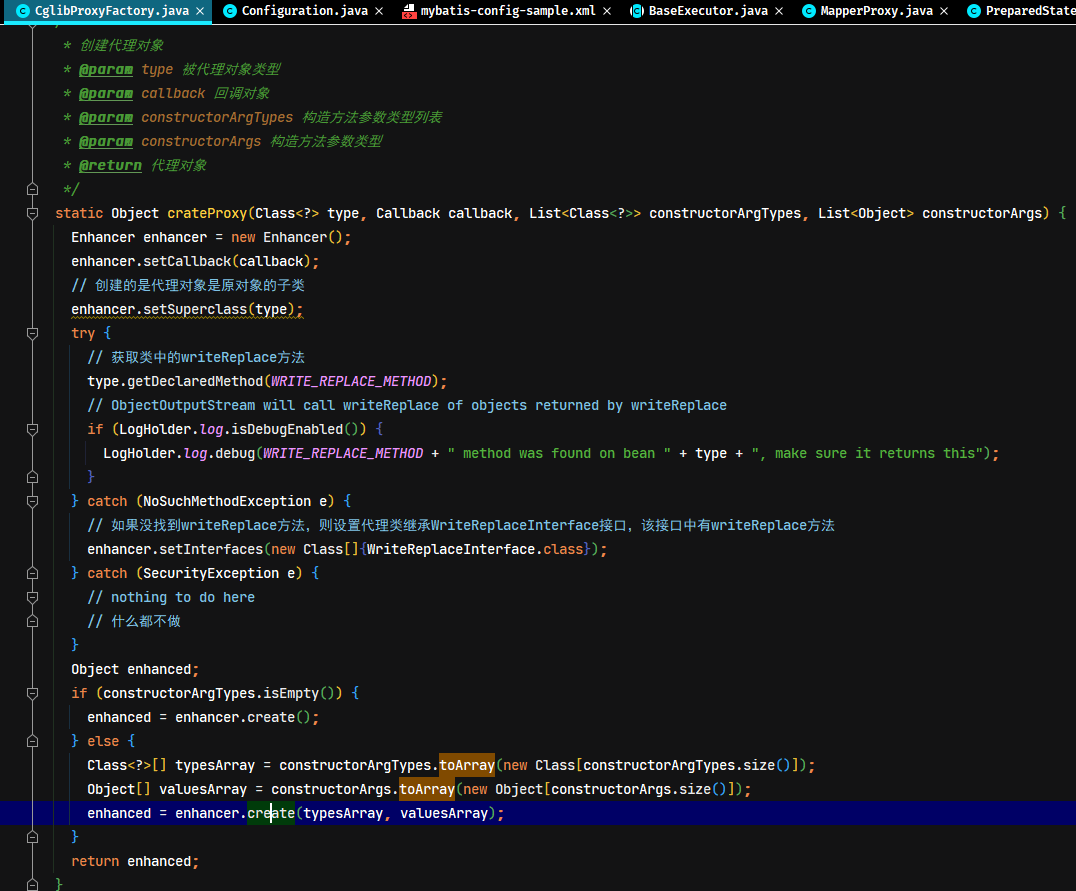 CglibProxyFactory.java × Configuration.java × mybatis-config-sample.xml × BaseExecutor.java × MapperProxy.java × PreparedState
* 创建代理对象
* @param type 被代理对象类型
* @param callback 回调对象
* @param constructorArgTypes 构造方法参数类型列表
* @param constructorArgs 构造方法参数类型
* @return 代理对象
*/
static Object crateProxy(Class<?> type, Callback callback, List<Class<?>> constructorArgTypes, List<Object> constructorArgs) {
Enhancer enhancer = new Enhancer();
enhancer.setCallback(callback);
// 创建的是代理对象是原对象的子类
enhancer.setSuperclass(type);
try {
// 获取类中的writeReplace方法
type.getDeclaredMethod(WRITE_REPLACE_METHOD);
// ObjectOutputStream will call writeReplace of objects returned by writeReplace
if (LogHolder.log.isDebugEnabled()) {
LogHolder.log.debug(WRITE_REPLACE_METHOD + " method was found on bean " + type + ", make sure it returns this");
}
} catch (NoSuchMethodException e) {
// 如果没找到writeReplace方法，则设置代理类继承WriteReplaceInterface接口，该接口中有writeReplace方法
enhancer.setInterfaces(new Class[]{WriteReplaceInterface.class});
} catch (SecurityException e) {
// nothing to do here
// 什么都不做
}
Object enhanced;
if (constructorArgTypes.isEmpty()) {
enhanced = enhancer.create();
} else {
Class<?>[] typesArray = constructorArgTypes.toArray(new Class[constructorArgTypes.size()]);
Object[] valuesArray = constructorArgs.toArray(new Object[constructorArgs.size()]);
enhanced = enhancer.create(typesArray, valuesArray);
}
return enhanced;
}